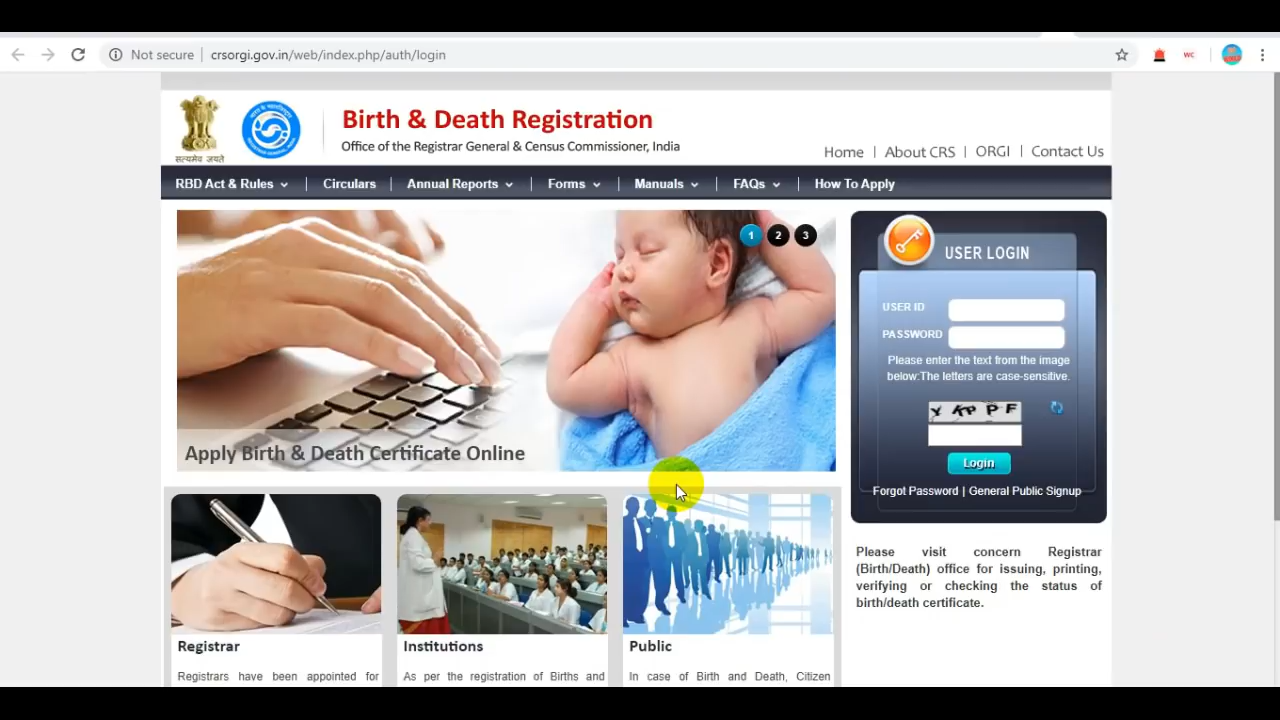 Not secure
crsorgi.gov.in/web/index.php/auth/login
WC
सत्यमेव जयते
Birth & Death Registration
Office of the Registrar General & Census Commissioner, India
Home | About CRS | ORGI | Contact Us
RBD Act & Rules | Circulars | Annual Reports | Forms | Manuals | FAQs | How To Apply
1 2 3
Apply Birth & Death Certificate Online
USER LOGIN
USER ID
PASSWORD
Please enter the text from the image
below:The letters are case-sensitive.
Login
Forgot Password | General Public Signup
Please visit concern Registrar
(Birth/Death) office for issuing, printing,
verifying or checking the status of
birth/death certificate.
Registrar
Registrars have been appointed for
Institutions
As per the registration of Births and
Public
In case of Birth and Death, Citizen